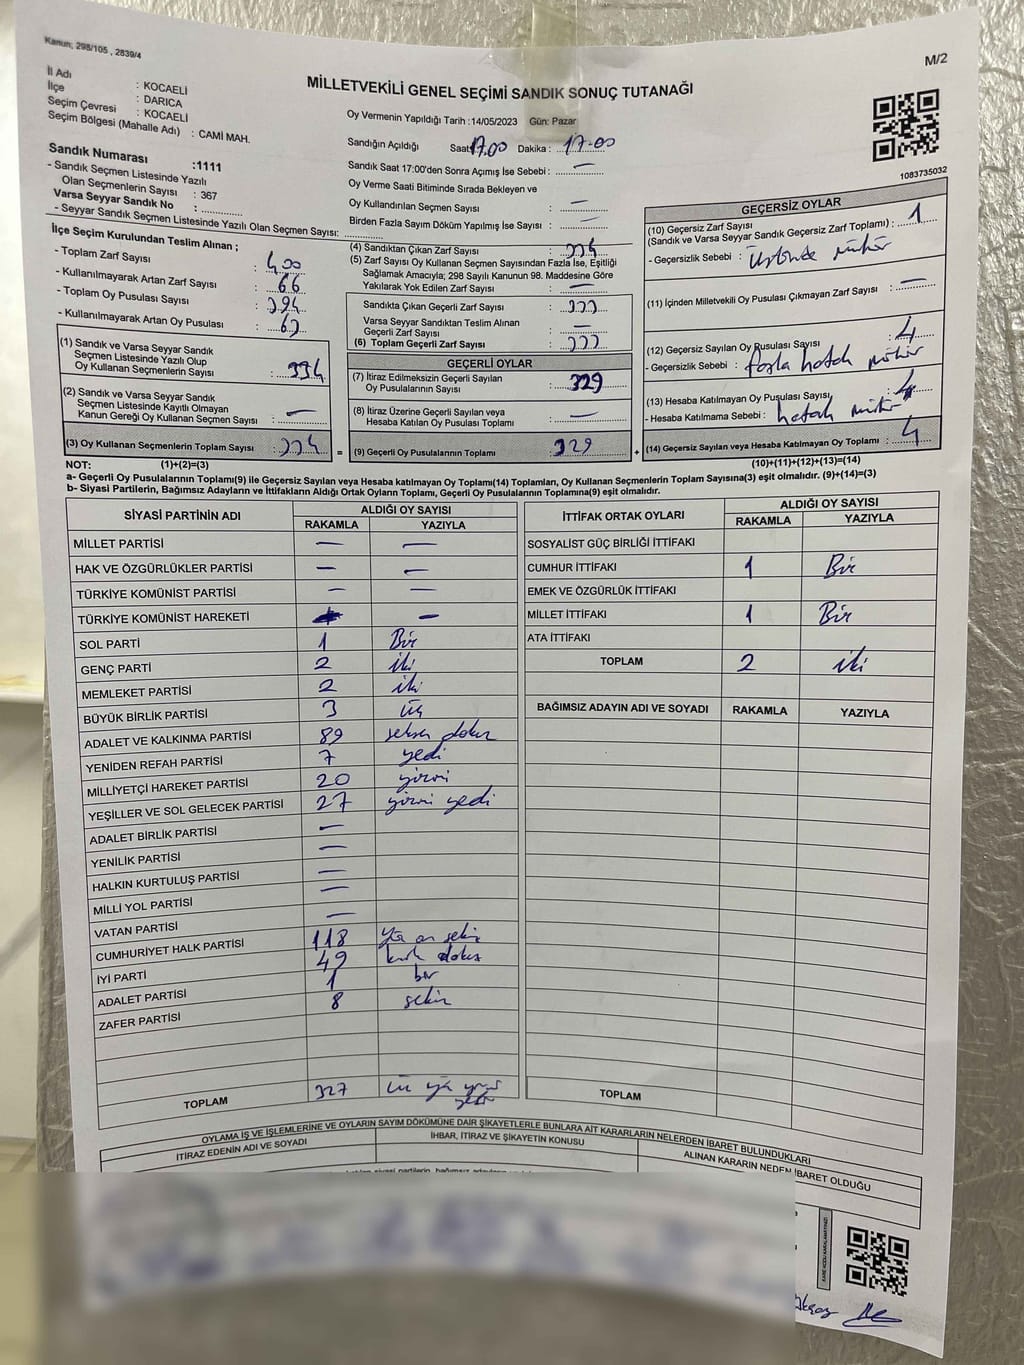 Kanun; 298/105 , 2839/4
M/2
İl Adı : KOCAELİ
İlçe : DARICA
Seçim Çevresi : KOCAELİ
Seçim Bölgesi (Mahalle Adı) : CAMİ MAH.
MİLLETVEKİLİ GENEL SEÇİMİ SANDIK SONUÇ TUTANAĞI
Oy Vermenin Yapıldığı Tarih :14/05/2023 Gün: Pazar
Sandığın Açıldığı Saat 17.00 Dakika : 17.00
Sandık Saat 17:00'den Sonra Açımış İse Sebebi : —
Oy Verme Saati Bitiminde Sırada Bekleyen ve
Oy Kullandırılan Seçmen Sayısı : —
Birden Fazla Sayım Döküm Yapılmış İse Sayısı : —
Sandık Numarası :1111
- Sandık Seçmen Listesinde Yazılı
Olan Seçmenlerin Sayısı : 367
Varsa Seyyar Sandık No :
- Seyyar Sandık Seçmen Listesinde Yazılı Olan Seçmen Sayısı:
İlçe Seçim Kurulundan Teslim Alınan ;
- Toplam Zarf Sayısı : 400
- Kullanılmayarak Artan Zarf Sayısı : 66
- Toplam Oy Pusulası Sayısı : 394
- Kullanılmayarak Artan Oy Pusulası :
(1) Sandık ve Varsa Seyyar Sandık
Seçmen Listesinde Yazılı Olup
Oy Kullanan Seçmenlerin Sayısı : 334
(2) Sandık ve Varsa Seyyar Sandık
Seçmen Listesinde Kayıtlı Olmayan
Kanun Gereği Oy Kullanan Seçmen Sayısı : —
(3) Oy Kullanan Seçmenlerin Toplam Sayısı : 334
(4) Sandıktan Çıkan Zarf Sayısı : 334
(5) Zarf Sayısı Oy Kullanan Seçmen Sayısından Fazla İse, Eşitliği
Sağlamak Amacıyla; 298 Sayılı Kanunun 98. Maddesine Göre
Yakılarak Yok Edilen Zarf Sayısı : —
Sandıkta Çıkan Geçerli Zarf Sayısı : 333
Varsa Seyyar Sandıktan Teslim Alınan
Geçerli Zarf Sayısı : —
(6) Toplam Geçerli Zarf Sayısı : 333
GEÇERLİ OYLAR
(7) İtiraz Edilmeksizin Geçerli Sayılan
Oy Pusulalarının Sayısı : 329
(8) İtiraz Üzerine Geçerli Sayılan veya
Hesaba Katılan Oy Pusulası Toplamı : —
= (9) Geçerli Oy Pusulalarının Toplamı : 329 +
1083735032
GEÇERSİZ OYLAR
(10) Geçersiz Zarf Sayısı
(Sandık ve Varsa Seyyar Sandık Geçersiz Zarf Toplamı) : 1
- Geçersizlik Sebebi : üstünde mühür
(11) İçinden Milletvekili Oy Pusulası Çıkmayan Zarf Sayısı : —
(12) Geçersiz Sayılan Oy Pusulası Sayısı : 4
- Geçersizlik Sebebi : fazla hatalı mühür
(13) Hesaba Katılmayan Oy Pusulası Sayısı :
- Hesaba Katılmama Sebebi : hatalı mühür
(14) Geçersiz Sayılan veya Hesaba Katılmayan Oy Toplamı : 4
NOT: (1)+(2)=(3)
(10)+(11)+(12)+(13)=(14)
a- Geçerli Oy Pusulalarının Toplamı(9) ile Geçersiz Sayılan veya Hesaba katılmayan Oy Toplamı(14) Toplamları, Oy Kullanan Seçmenlerin Toplam Sayısına(3) eşit olmalıdır. (9)+(14)=(3)
b- Siyasi Partilerin, Bağımsız Adayların ve İttifakların Aldığı Ortak Oyların Toplamı, Geçerli Oy Pusulalarının Toplamına(9) eşit olmalıdır.
SİYASİ PARTİNİN ADI ALDIĞI OY SAYISI
RAKAMLA YAZIYLA
MİLLET PARTİSİ — —
HAK VE ÖZGÜRLÜKLER PARTİSİ — —
TÜRKİYE KOMÜNİST PARTİSİ — —
TÜRKİYE KOMÜNİST HAREKETİ —
SOL PARTİ 1 Bir
GENÇ PARTİ 2 iki
MEMLEKET PARTİSİ 2 iki
BÜYÜK BİRLİK PARTİSİ 3 üç
ADALET VE KALKINMA PARTİSİ 89 seksen dokuz
YENİDEN REFAH PARTİSİ 7 yedi
MİLLİYETÇİ HAREKET PARTİSİ 20 yirmi
YEŞİLLER VE SOL GELECEK PARTİSİ 27 yirmi yedi
ADALET BİRLİK PARTİSİ —
YENİLİK PARTİSİ —
HALKIN KURTULUŞ PARTİSİ —
MİLLİ YOL PARTİSİ —
VATAN PARTİSİ —
CUMHURİYET HALK PARTİSİ 118 yüz on sekiz
İYİ PARTİ 49 kırk dokuz
ADALET PARTİSİ 1 bir
ZAFER PARTİSİ 8 sekiz
TOPLAM 327 üç yüz yirmi yedi
İTTİFAK ORTAK OYLARI ALDIĞI OY SAYISI
RAKAMLA YAZIYLA
SOSYALİST GÜÇ BİRLİĞİ İTTİFAKI
CUMHUR İTTİFAKI 1 Bir
EMEK VE ÖZGÜRLÜK İTTİFAKI
MİLLET İTTİFAKI 1 Bir
ATA İTTİFAKI
TOPLAM 2 iki
BAĞIMSIZ ADAYIN ADI VE SOYADI RAKAMLA YAZIYLA
TOPLAM
OYLAMA İŞ VE İŞLEMLERİNE VE OYLARIN SAYIM DÖKÜMÜNE DAİR ŞİKAYETLERLE BUNLARA AİT KARARLARIN NELERDEN İBARET BULUNDUKLARI
İTİRAZ EDENİN ADI VE SOYADI İHBAR, İTİRAZ VE ŞİKAYETİN KONUSU ALINAN KARARIN NEDEN İBARET OLDUĞU